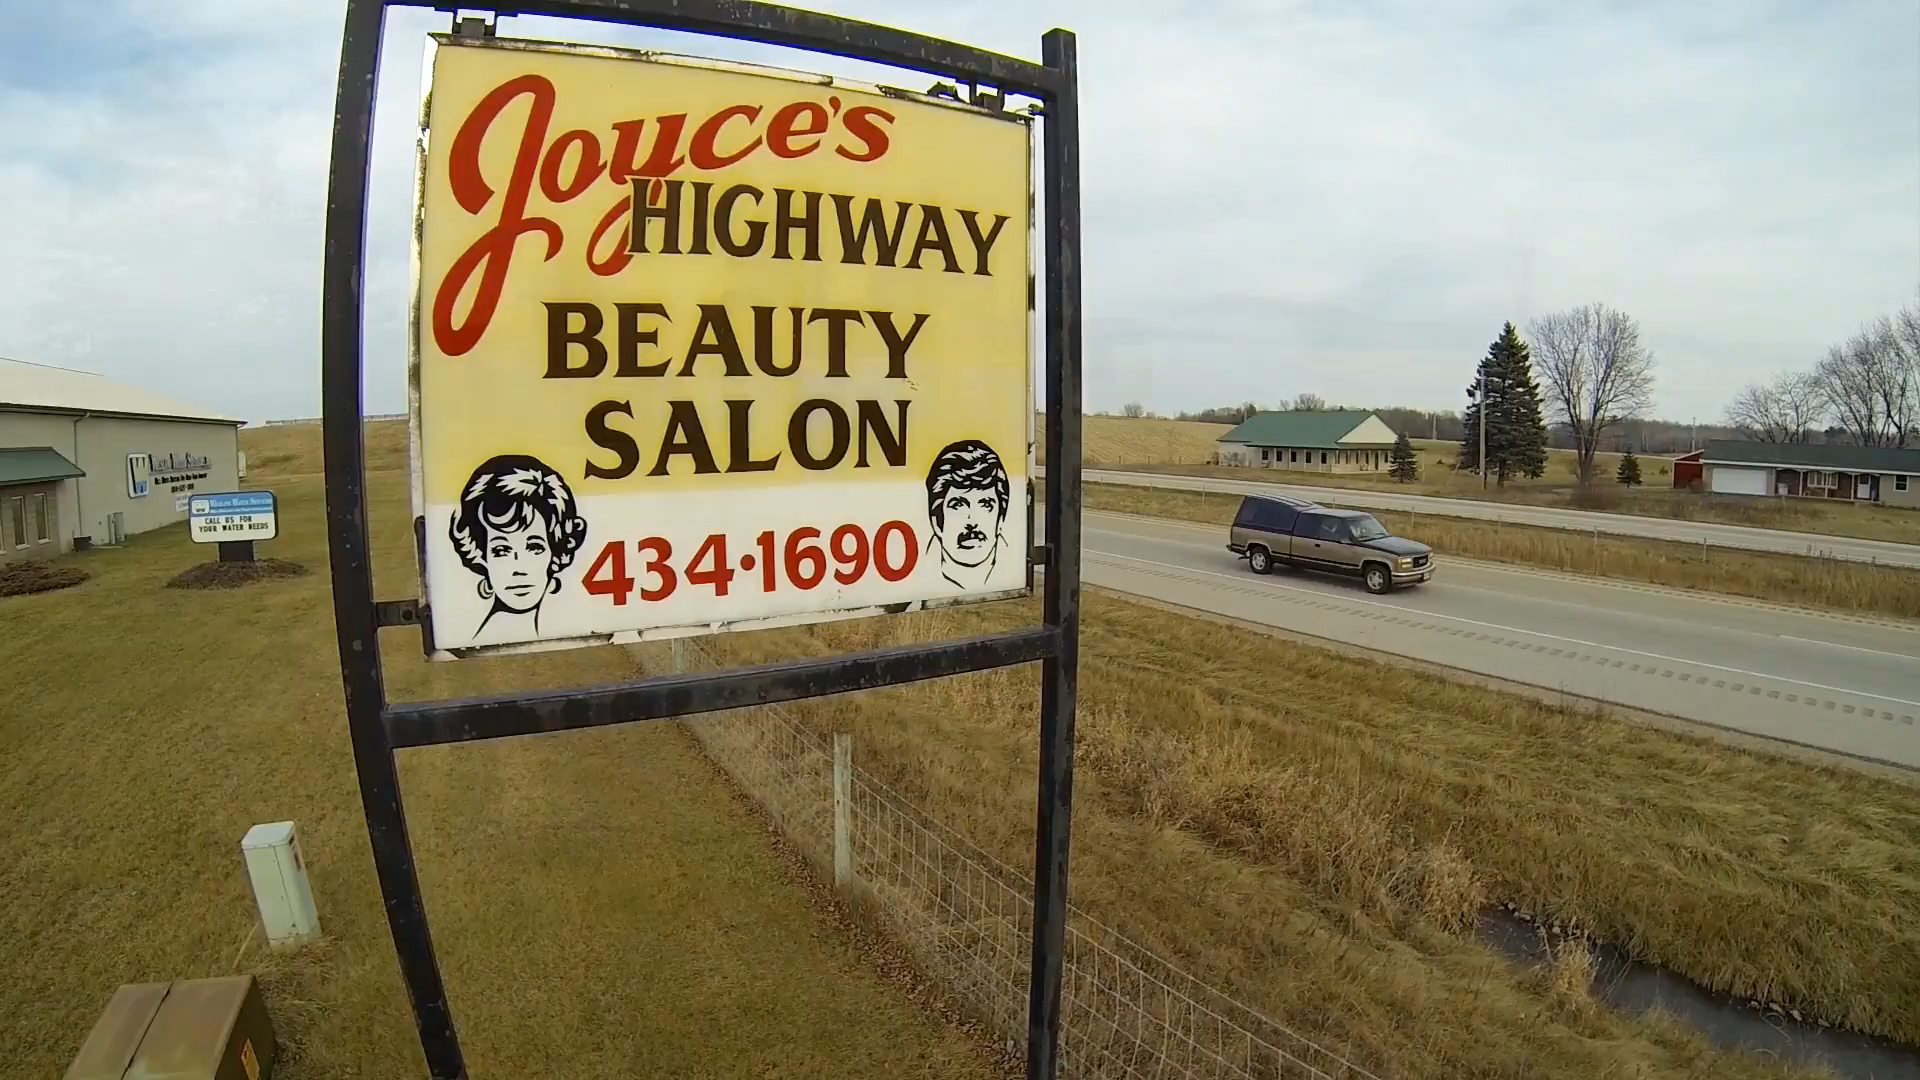 Joyce's
HIGHWAY
BEAUTY
SALON
434·1690
CALL US FOR
YOUR WATER NEEDS